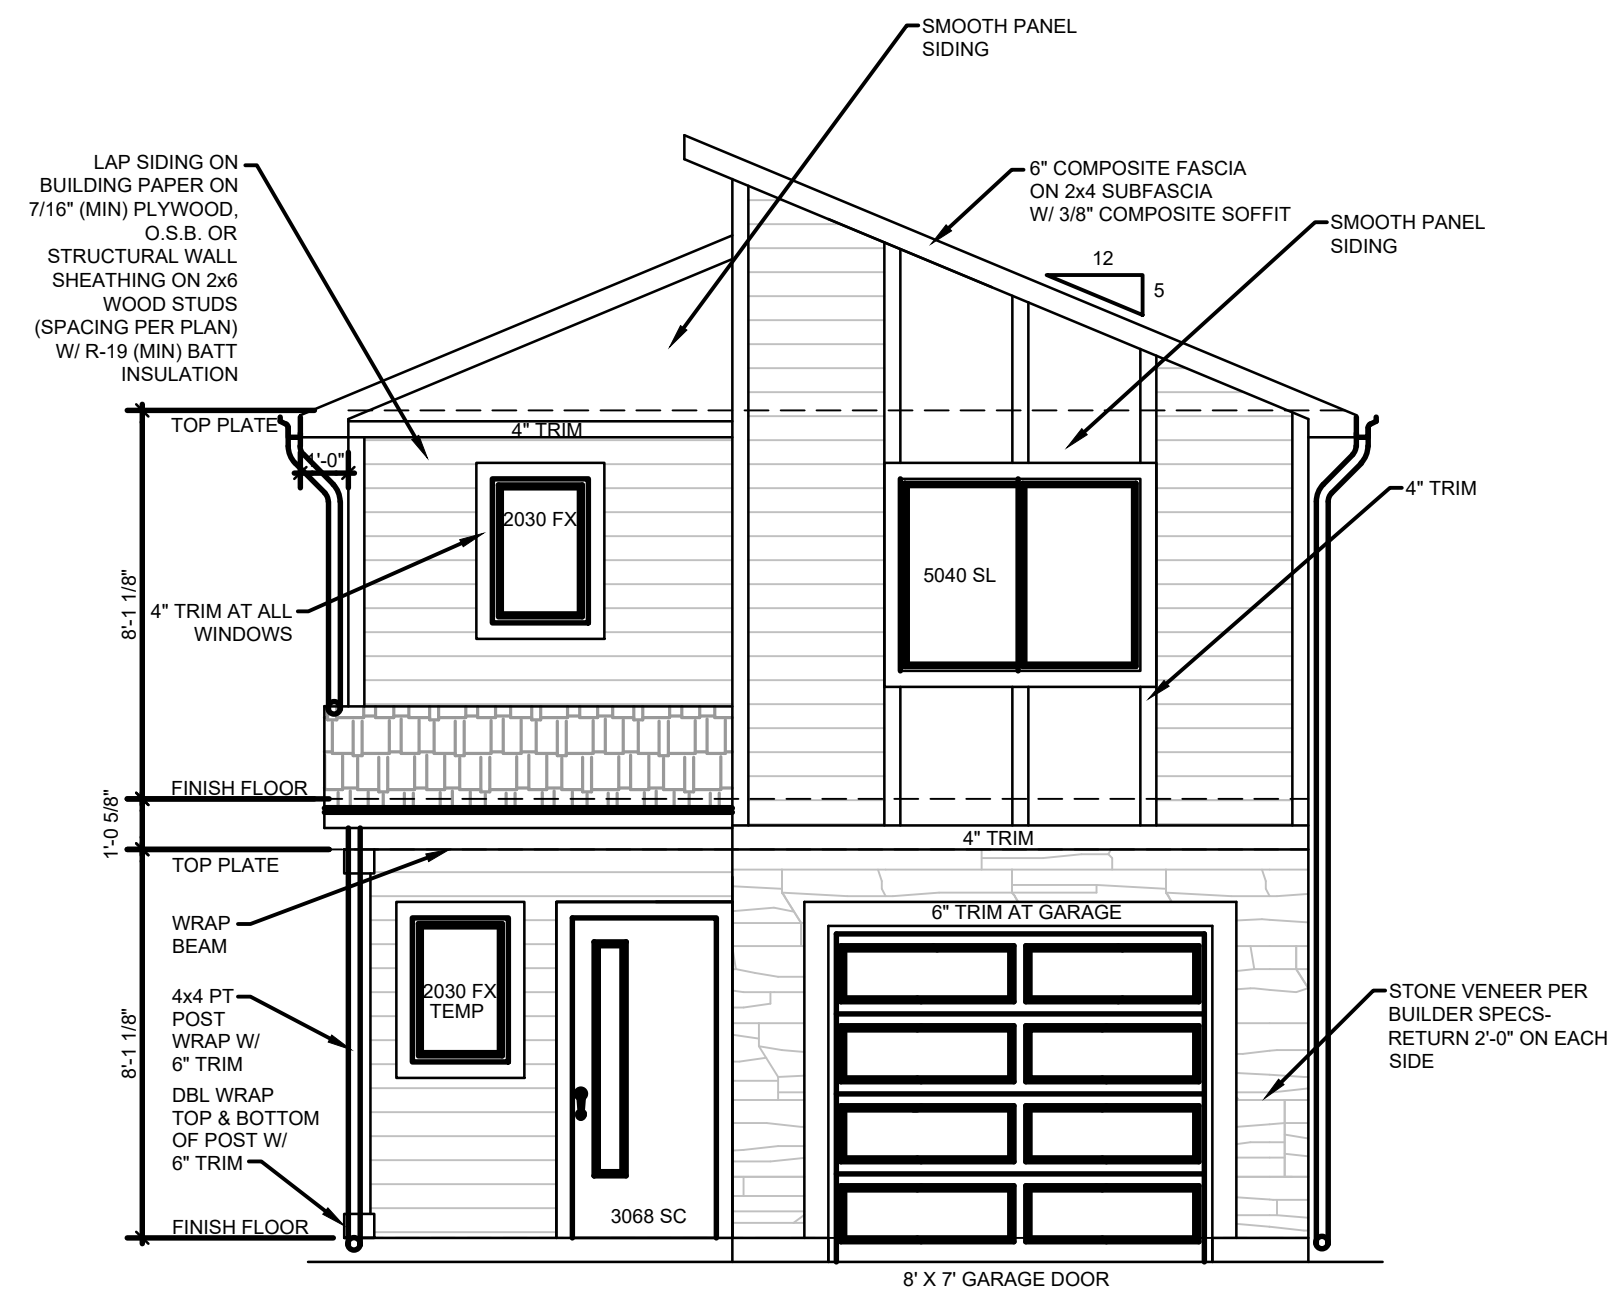 SMOOTH PANEL
SIDING
LAP SIDING ON
BUILDING PAPER ON
7/16" (MIN) PLYWOOD,
O.S.B. OR
STRUCTURAL WALL
SHEATHING ON 2x6
WOOD STUDS
(SPACING PER PLAN)
W/ R-19 (MIN) BATT
INSULATION
6" COMPOSITE FASCIA
ON 2x4 SUBFASCIA
W/ 3/8" COMPOSITE SOFFIT
SMOOTH PANEL
SIDING
12
5
TOP PLATE
4" TRIM
1'-0"
4" TRIM
2030 FX
5040 SL
8'-1 1/8"
4" TRIM AT ALL
WINDOWS
FINISH FLOOR
1'-0 5/8"
4" TRIM
TOP PLATE
WRAP
BEAM
6" TRIM AT GARAGE
4x4 PT
POST
WRAP W/
6" TRIM
2030 FX
TEMP
STONE VENEER PER
BUILDER SPECS-
RETURN 2'-0" ON EACH
SIDE
8'-1 1/8"
DBL WRAP
TOP & BOTTOM
OF POST W/
6" TRIM
3068 SC
FINISH FLOOR
8' X 7' GARAGE DOOR